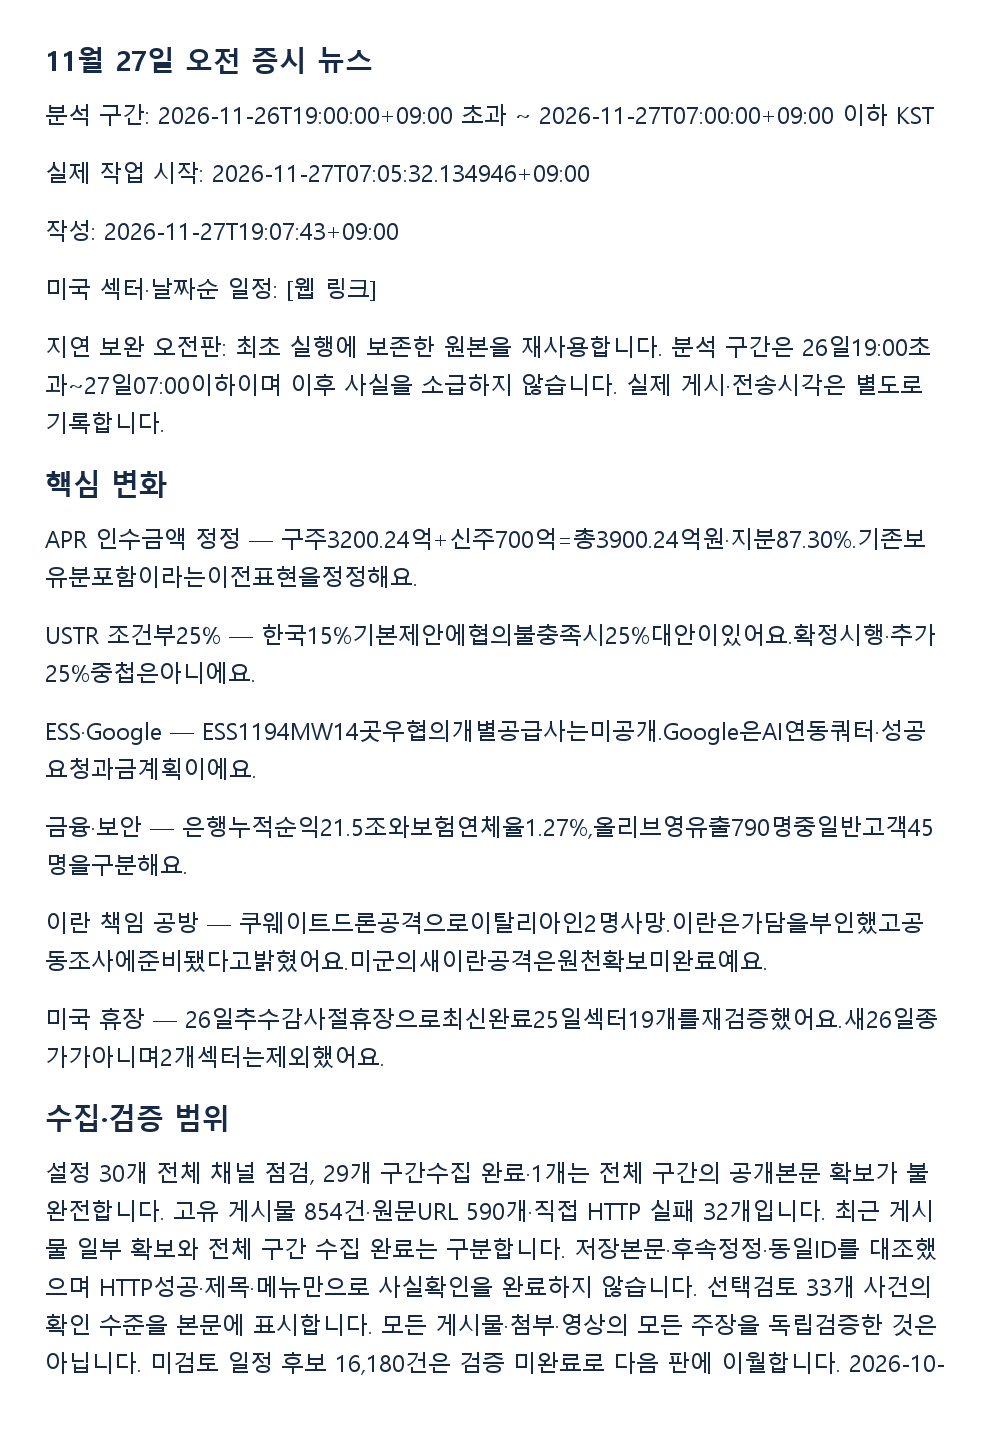 11월 27일 오전 증시 뉴스
분석 구간: 2026-11-26T19:00:00+09:00 초과 ~ 2026-11-27T07:00:00+09:00 이하 KST
실제 작업 시작: 2026-11-27T07:05:32.134946+09:00
작성: 2026-11-27T19:07:43+09:00
미국 섹터·날짜순 일정: [웹 링크]
지연 보완 오전판: 최초 실행에 보존한 원본을 재사용합니다. 분석 구간은 26일19:00초
과~27일07:00이하이며 이후 사실을 소급하지 않습니다. 실제 게시·전송시각은 별도로
기록합니다.
핵심 변화
APR 인수금액 정정 — 구주3200.24억+신주700억=총3900.24억원·지분87.30%.기존보
유분포함이라는이전표현을정정해요.
USTR 조건부25% — 한국15%기본제안에협의불충족시25%대안이있어요.확정시행·추가
25%중첩은아니에요.
ESS·Google — ESS1194MW14곳우협의개별공급사는미공개.Google은AI연동쿼터·성공
요청과금계획이에요.
금융·보안 — 은행누적순익21.5조와보험연체율1.27%,올리브영유출790명중일반고객45
명을구분해요.
이란 책임 공방 — 쿠웨이트드론공격으로이탈리아인2명사망.이란은가담을부인했고공
동조사에준비됐다고밝혔어요.미군의새이란공격은원천확보미완료예요.
미국 휴장 — 26일추수감사절휴장으로최신완료25일섹터19개를재검증했어요.새26일종
가가아니며2개섹터는제외했어요.
수집·검증 범위
설정 30개 전체 채널 점검, 29개 구간수집 완료·1개는 전체 구간의 공개본문 확보가 불
완전합니다. 고유 게시물 854건·원문URL 590개·직접 HTTP 실패 32개입니다. 최근 게시
물 일부 확보와 전체 구간 수집 완료는 구분합니다. 저장본문·후속정정·동일ID를 대조했
으며 HTTP성공·제목·메뉴만으로 사실확인을 완료하지 않습니다. 선택검토 33개 사건의
확인 수준을 본문에 표시합니다. 모든 게시물·첨부·영상의 모든 주장을 독립검증한 것은
아닙니다. 미검토 일정 후보 16,180건은 검증 미완료로 다음 판에 이월합니다. 2026-10-